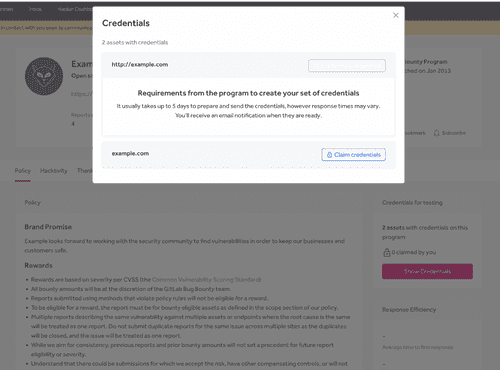 Credentials
2 assets with credentials
http://example.com
Requirements from the program to create your set of credentials
It usually takes up to 5 days to prepare and send the credentials, however response times may vary.
You'll receive an email notification when they are ready.
example.com
Claim credentials
Exam
Open so
Reports
4
Bounty Program
ched on Jan 2013
okmark
Subscribe
Policy
Hacktivity
Thank
Policy
Brand Promise
Example looks forward to working with the security community to find vulnerabilities in order to keep our businesses and
customers safe.
Rewards
• Rewards are based on severity per CVSS (the Common Vulnerability Scoring Standard)
• All bounty amounts will be at the discretion of the Bug Bounty team.
• Reports submitted using methods that violate policy rules will not be eligible for a reward.
• To be eligible for a reward, the report must be for bounty eligible assets as defined in the scope section of our policy.
• Multiple reports describing the same vulnerability against multiple assets or endpoints where the root cause is the same
will be treated as one report. Do not submit duplicate reports for the same issue across multiple sites as the duplicates
will be closed, and the issue will be treated as one report.
• While we aim for consistency, previous reports and prior bounty amounts will not set a precedent for future report
eligibility or severity.
• Understand that there could be submissions for which we accept the risk, have other compensating controls, or will not
Credentials for testing
2 assets with credentials on this
program
0 claimed by you
Show Credentials
Response Efficiency
-
Average time to first response
-